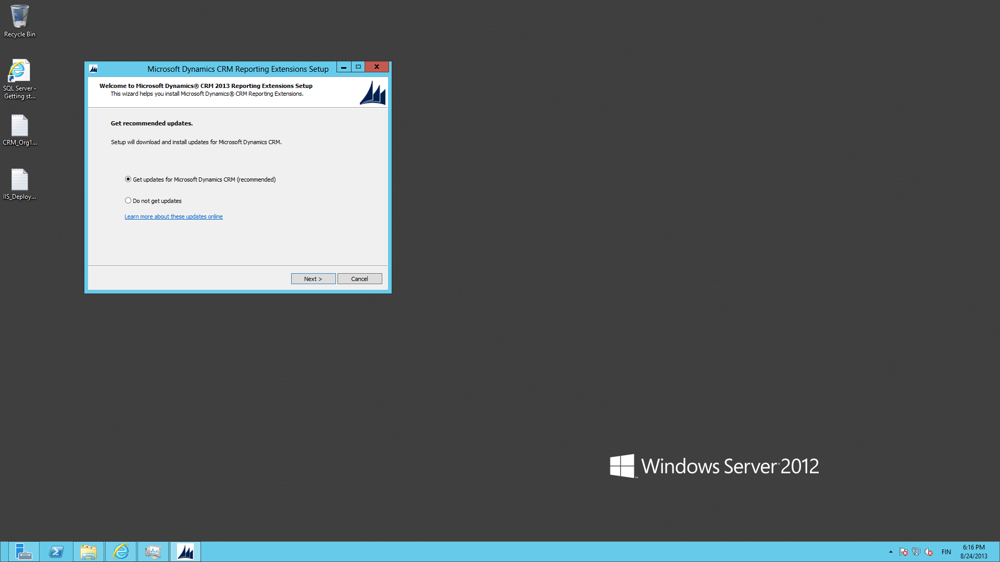 Recycle Bin
SQL Server -
Getting st...
CRM_Org1...
IIS_Deploy...
Microsoft Dynamics CRM Reporting Extensions Setup
Welcome to Microsoft Dynamics® CRM 2013 Reporting Extensions Setup
This wizard helps you install Microsoft Dynamics® CRM Reporting Extensions.
Get recommended updates.
Setup will download and install updates for Microsoft Dynamics CRM.
Get updates for Microsoft Dynamics CRM (recommended)
Do not get updates
Learn more about these updates online
Next >
Cancel
Windows Server 2012
FIN
6:16 PM
8/24/2013